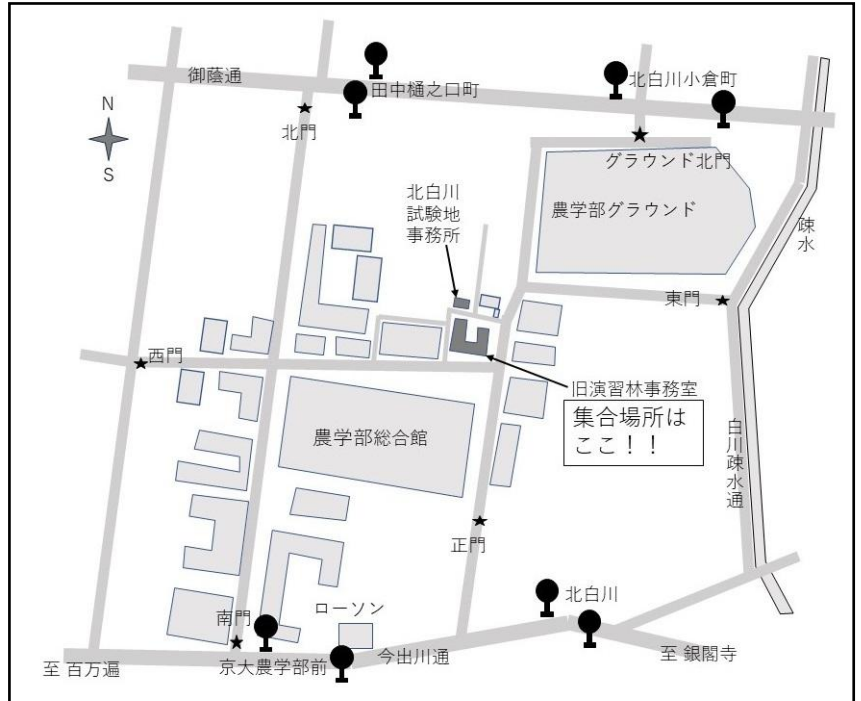 御蔭通
田中樋之口町
北白川小倉町
N
S
北門
グラウンド北門
北白川
試験地
事務所
農学部グラウンド
疎水
東門
西門
旧演習林事務室
集合場所は
ここ！！
農学部総合館
白川疎水通
正門
北白川
ローソン
南門
京大農学部前
今出川通
至 百万遍
至 銀閣寺